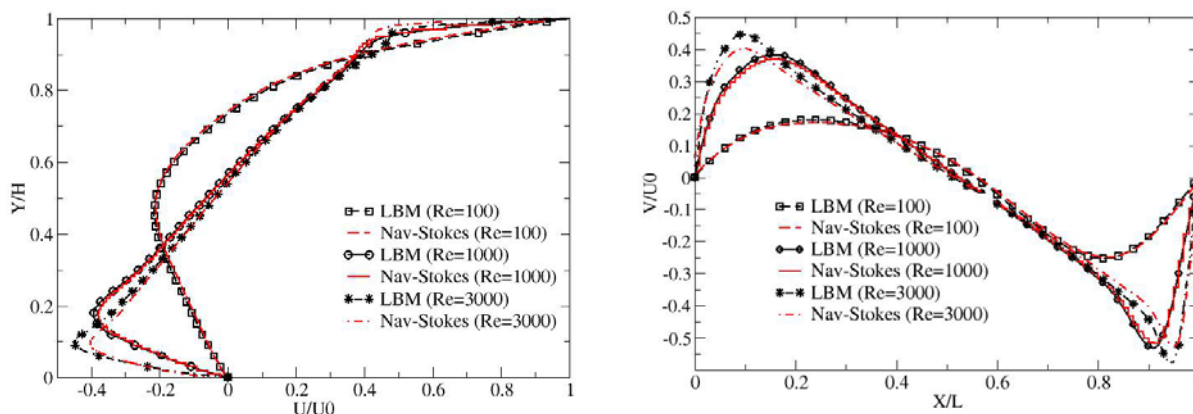 1
0.8
0.6
0.4
0.2
0
Y/H
-0.4
-0.2
0
0.2
0.4
0.6
0.8
1
U/U0
LBM (Re=100)
Nav-Stokes (Re=100)
LBM (Re=1000)
Nav-Stokes (Re=1000)
LBM (Re=3000)
Nav-Stokes (Re=3000)
0.5
0.4
0.3
0.2
0.1
0
-0.1
-0.2
-0.3
-0.4
-0.5
V/U0
0
0.2
0.4
0.6
0.8
X/L
LBM (Re=100)
Nav-Stokes (Re=100)
LBM (Re=1000)
Nav-Stokes (Re=1000)
LBM (Re=3000)
Nav-Stokes (Re=3000)